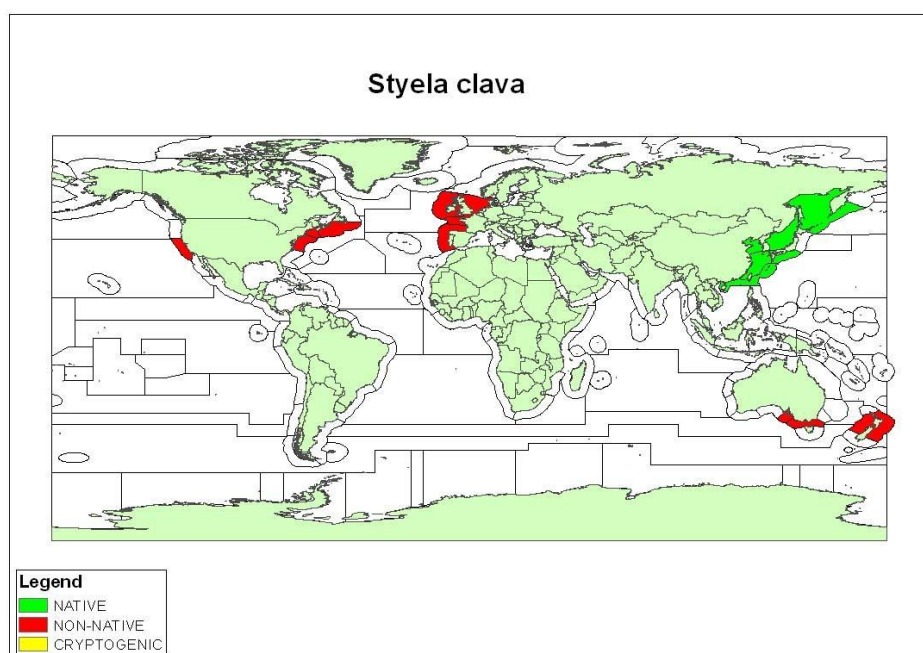 Styela clava
Legend
NATIVE
NON-NATIVE
CRYPTOGENIC